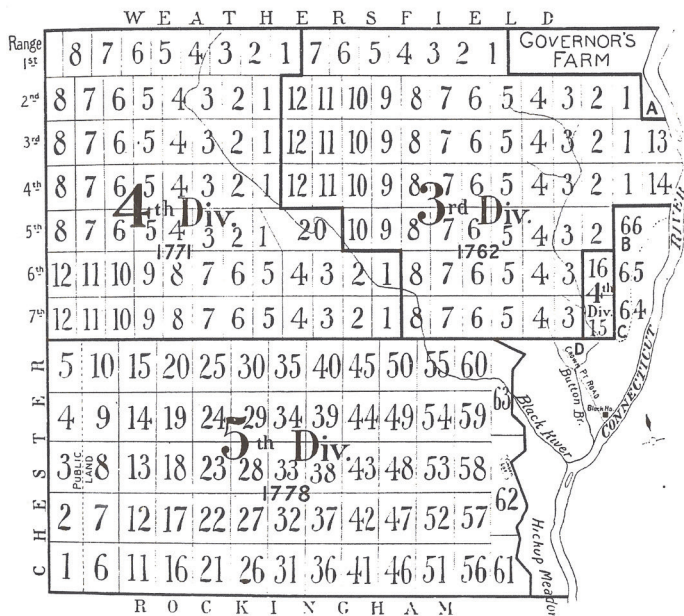 WEATHERSFIELD
Range 1st 8 7 6 5 4 3 2 1 7 6 5 4 3 2 1 GOVERNOR'S FARM
2nd 8 7 6 5 4 3 2 1 12 11 10 9 8 7 6 5 4 3 2 1 A
3rd 8 7 6 5 4 3 2 1 12 11 10 9 8 7 6 5 4 3 2 1 13
4th 8 7 6 5 4 3 2 1 12 11 10 9 8 7 6 5 4 3 2 1 14
4th Div. 1771
3rd Div. 1762
5th 8 7 6 5 4 3 2 1 20 10 9 8 7 6 5 4 3 2 66 B
6th 12 11 10 9 8 7 6 5 4 3 2 1 8 7 6 5 4 3 16 65
4th Div.
7th 12 11 10 9 8 7 6 5 4 3 2 1 8 7 6 5 4 3 15 64 C
RIVER
CONNECTICUT
D
Crown Pt. Road
Button Br.
Block Ho.
Black River
CHESTER
5 10 15 20 25 30 35 40 45 50 55 60 63
4 9 14 19 24 29 34 39 44 49 54 59
5th Div. 1778
3 PUBLIC LAND 8 13 18 23 28 33 38 43 48 53 58
62
2 7 12 17 22 27 32 37 42 47 52 57
1 6 11 16 21 26 31 36 41 46 51 56 61
Hickup Meadow
ROCKINGHAM